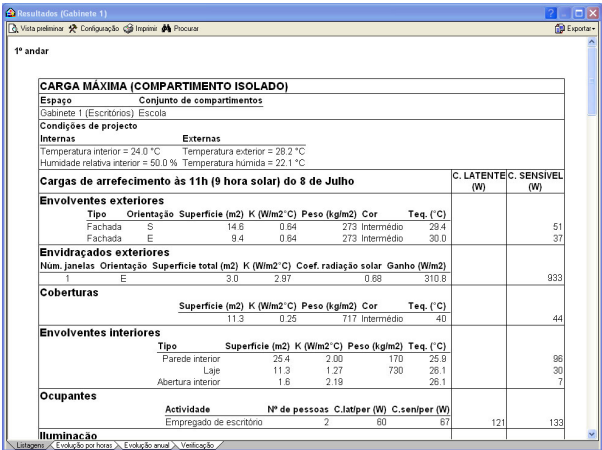 Resultados (Gabinete 1)
Vista preliminar Configuração Imprimir Procurar Exportar
1º andar
CARGA MÁXIMA (COMPARTIMENTO ISOLADO)
Espaço Conjunto de compartimentos
Gabinete 1 (Escritórios) Escola
Condições de projecto
Internas Externas
Temperatura interior = 24.0 °C Temperatura exterior = 28.2 °C
Humidade relativa interior = 50.0 % Temperatura húmida = 22.1 °C
Cargas de arrefecimento às 11h (9 hora solar) do 8 de Julho C. LATENTE (W) C. SENSÍVEL (W)
Envolventes exteriores
Tipo Orientação Superfície (m2) K (W/m2°C) Peso (kg/m2) Cor Teq. (°C)
Fachada S 14.6 0.64 273 Intermédio 29.4 51
Fachada E 9.4 0.64 273 Intermédio 30.0 37
Envidraçados exteriores
Núm. janelas Orientação Superfície total (m2) K (W/m2°C) Coef. radiação solar Ganho (W/m2)
1 E 3.0 2.97 0.68 310.8 933
Coberturas
Superfície (m2) K (W/m2°C) Peso (kg/m2) Cor Teq. (°C)
11.3 0.25 717 Intermédio 40 44
Envolventes interiores
Tipo Superfície (m2) K (W/m2°C) Peso (kg/m2) Teq. (°C)
Parede interior 25.4 2.00 170 25.9 96
Laje 11.3 1.27 730 26.1 30
Abertura interior 1.6 2.19 26.1 7
Ocupantes
Actividade Nº de pessoas C.lat/per (W) C.sen/per (W)
Empregado de escritório 2 60 67 121 133
Iluminação
Listagens Evolução por horas Evolução anual Verificação